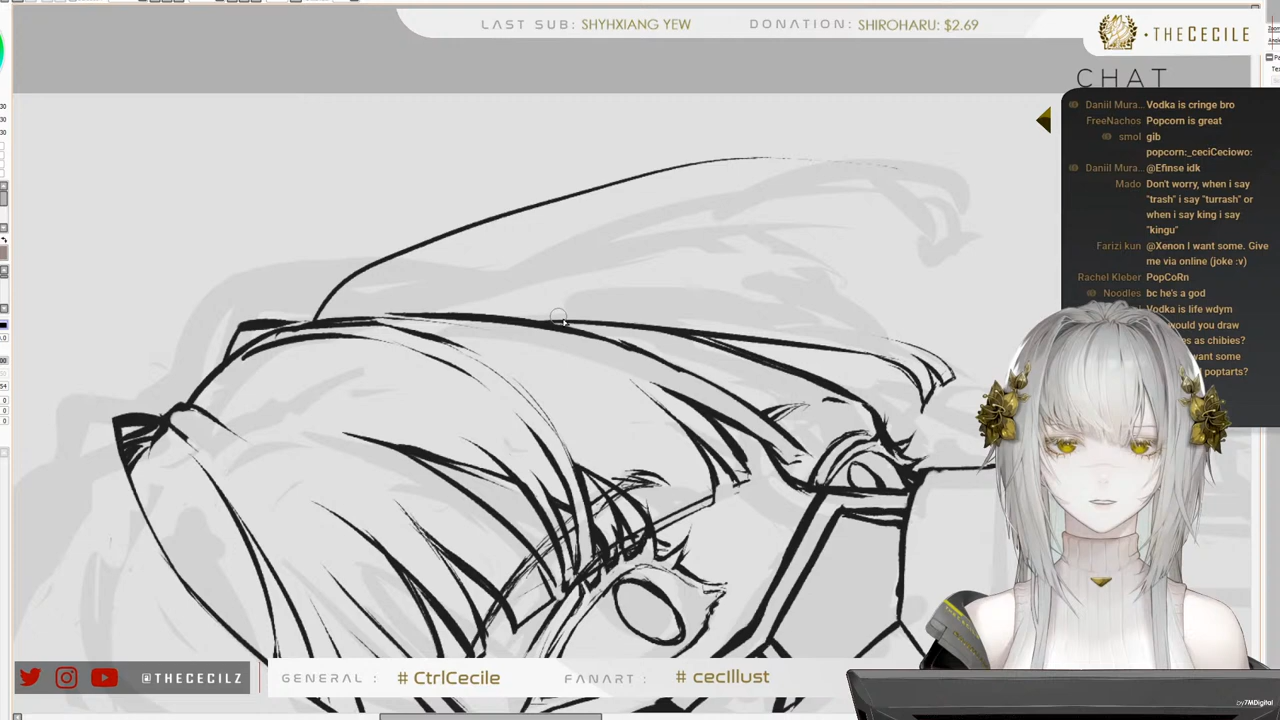 LAST SUB: SHYHXIANG YEW
DONATION: SHIROHARU: $2.69
·THECECILE
CHAT
Daniil Mura... Vodka is cringe bro
FreeNachos Popcorn is great
smol gib
popcorn:_ceciCeciowo:
Daniil Mura... @Efinse idk
Mado Don't worry, when i say
"trash" i say "turrash" or
when i say king i say
"kingu"
Farizi kun @Xenon I want some. Give
me via online (joke :v)
Rachel Kleber PopCoRn
Noodles bc he's a god
Vodka is life wdym
would you draw
as chibies?
want some
poptarts?
@THECECILZ
GENERAL : # CtrlCecile
FANART : # cecIllust
by7MDigital